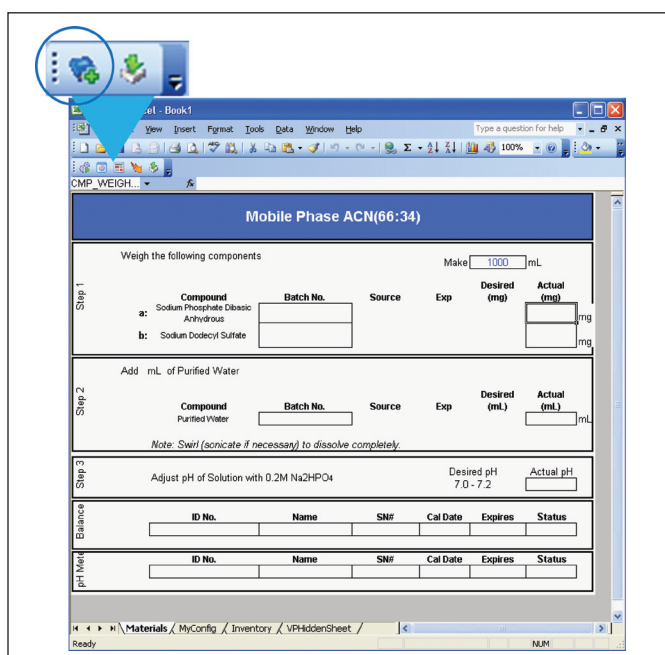 cel - Book1
View Insert Format Tools Data Window Help Type a question for help
100%
CMP_WEIGH... fx
Mobile Phase ACN(66:34)
Step 1
Weigh the following components Make 1000 mL
Compound Batch No. Source Exp Desired (mg) Actual (mg)
a: Sodium Phosphate Dibasic Anhydrous mg
b: Sodium Dodecyl Sulfate mg
Step 2
Add mL of Purified Water
Compound Batch No. Source Exp Desired (mL) Actual (mL)
Purified Water mL
Note: Swirl (sonicate if necessary) to dissolve completely.
Step 3
Adjust pH of Solution with 0.2M Na2HPO4 Desired pH Actual pH
7.0 - 7.2
Balance
ID No. Name SN# Cal Date Expires Status
pH Mete
ID No. Name SN# Cal Date Expires Status
Materials MyConfig Inventory VPHiddenSheet
Ready NUM